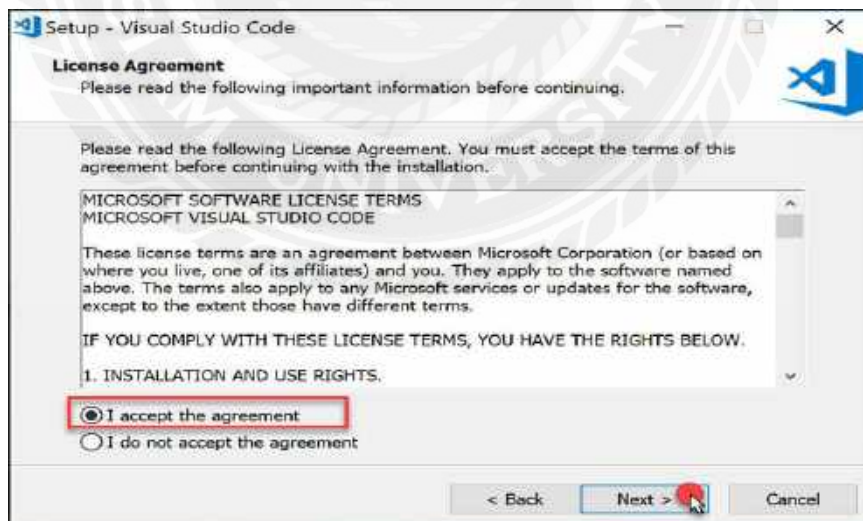 Setup - Visual Studio Code
License Agreement
Please read the following important information before continuing.
Please read the following License Agreement. You must accept the terms of this
agreement before continuing with the installation.
MICROSOFT SOFTWARE LICENSE TERMS
MICROSOFT VISUAL STUDIO CODE
These license terms are an agreement between Microsoft Corporation (or based on
where you live, one of its affiliates) and you. They apply to the software named
above. The terms also apply to any Microsoft services or updates for the software,
except to the extent those have different terms.
IF YOU COMPLY WITH THESE LICENSE TERMS, YOU HAVE THE RIGHTS BELOW.
1. INSTALLATION AND USE RIGHTS.
I accept the agreement
I do not accept the agreement
< Back Next > Cancel
UNIVERSITY